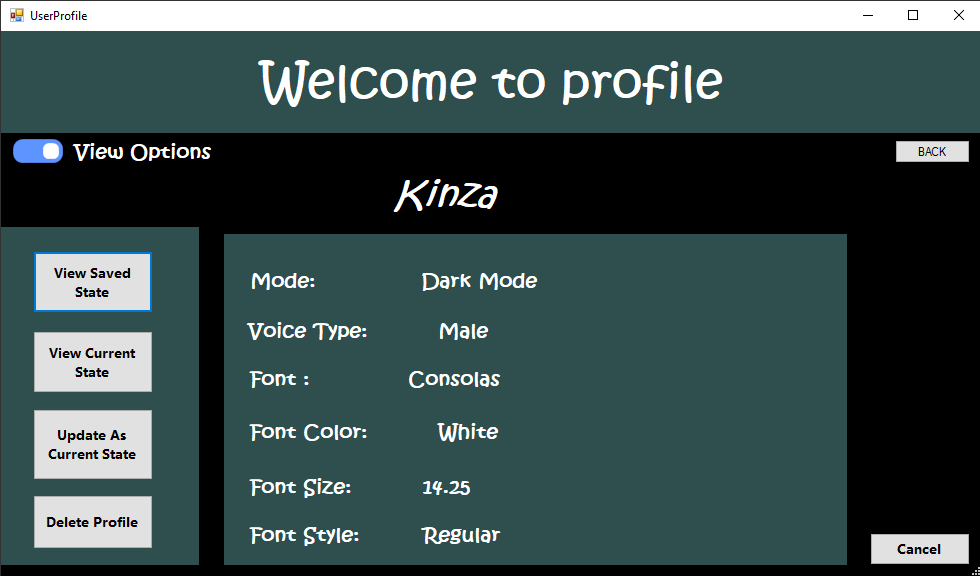 UserProfile
Welcome to profile
View Options
BACK
Kinza
View Saved
State
View Current
State
Update As
Current State
Delete Profile
Mode: Dark Mode
Voice Type: Male
Font : Consolas
Font Color: White
Font Size: 14.25
Font Style: Regular
Cancel